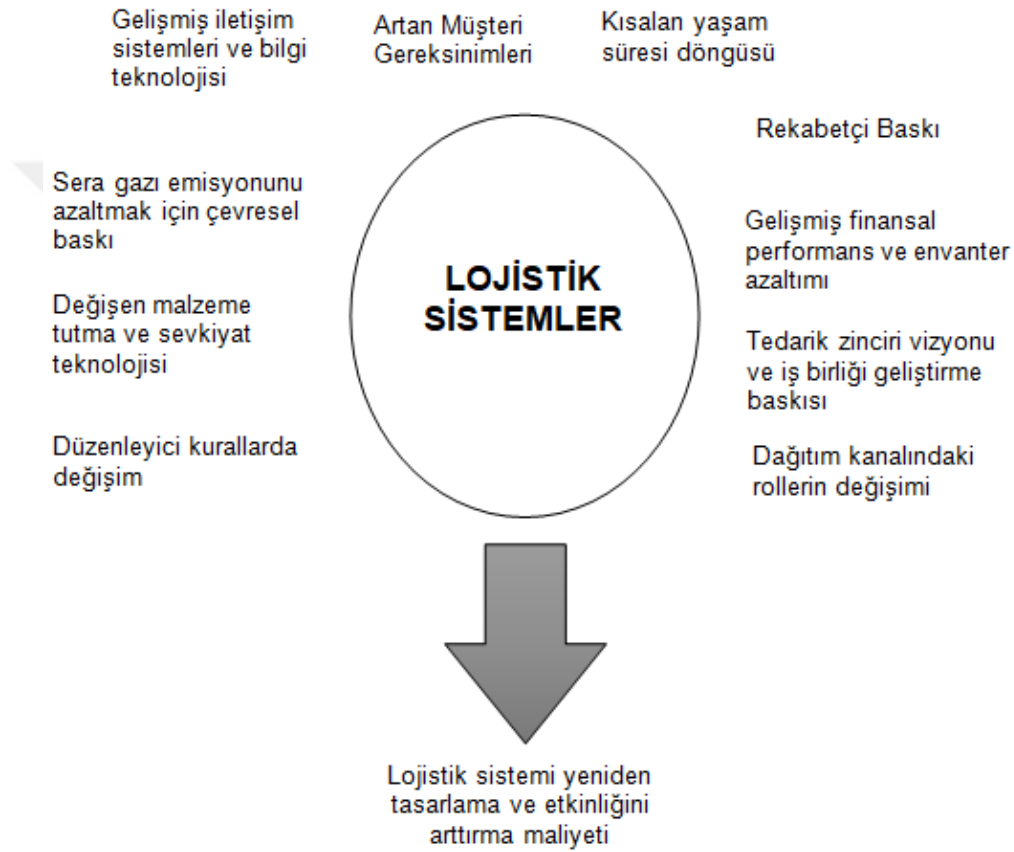 Gelişmiş iletişim
sistemleri ve bilgi
teknolojisi
Artan Müşteri
Gereksinimleri
Kısalan yaşam
süresi döngüsü
Rekabetçi Baskı
Sera gazı emisyonunu
azaltmak için çevresel
baskı
Gelişmiş finansal
performans ve envanter
azaltımı
LOJİSTİK
SİSTEMLER
Değişen malzeme
tutma ve sevkiyat
teknolojisi
Tedarik zinciri vizyonu
ve iş birliği geliştirme
baskısı
Düzenleyici kurallarda
değişim
Dağıtım kanalındaki
rollerin değişimi
Lojistik sistemi yeniden
tasarlama ve etkinliğini
arttırma maliyeti